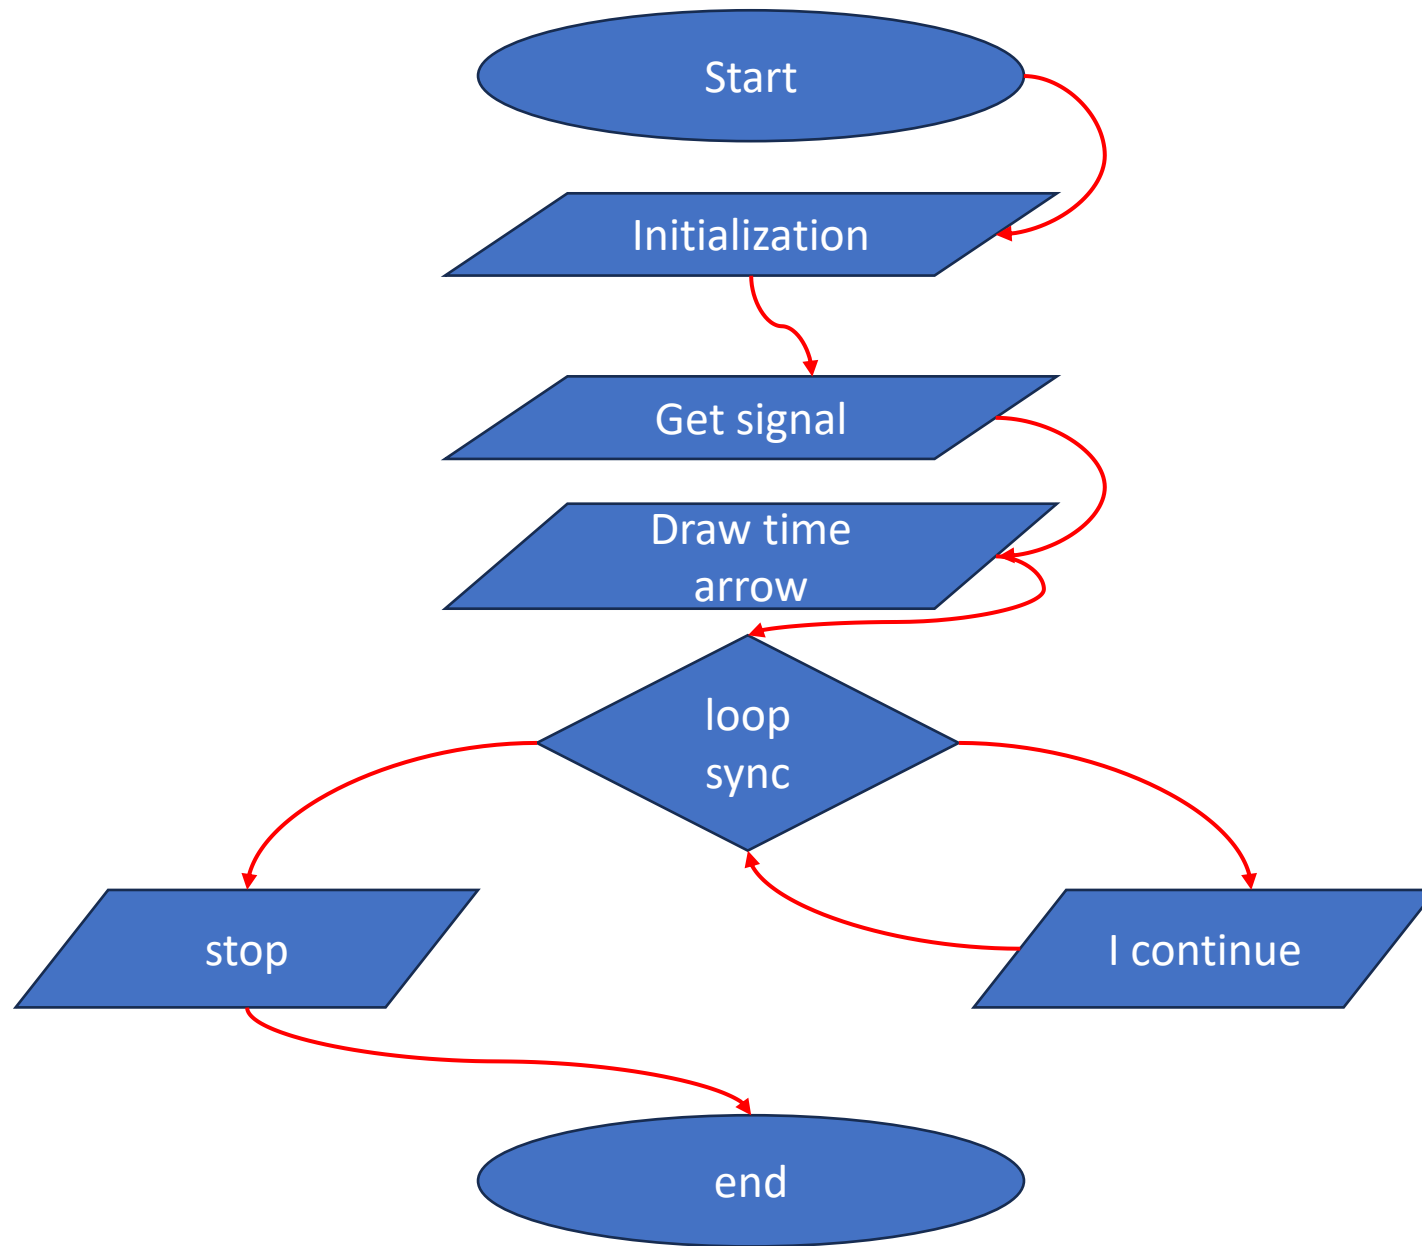 Start
Initialization
Get signal
Draw time
arrow
loop
sync
stop
I continue
end